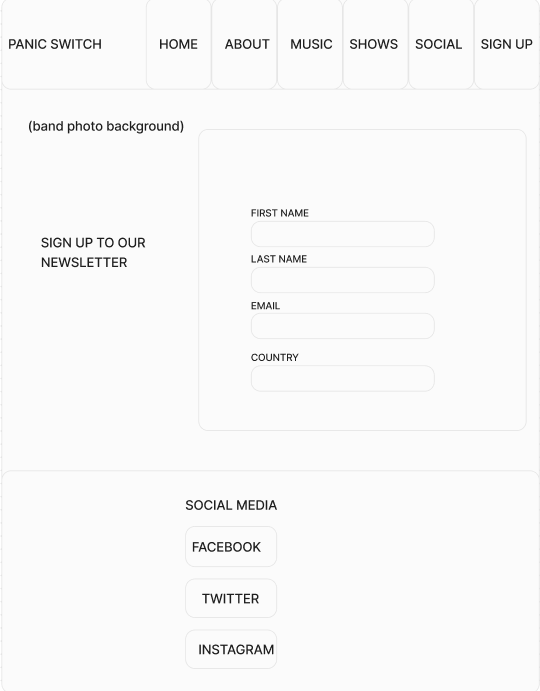 PANIC SWITCH
HOME
ABOUT
MUSIC
SHOWS
SOCIAL
SIGN UP
(band photo background)
SIGN UP TO OUR
NEWSLETTER
FIRST NAME
LAST NAME
EMAIL
COUNTRY
SOCIAL MEDIA
FACEBOOK
TWITTER
INSTAGRAM